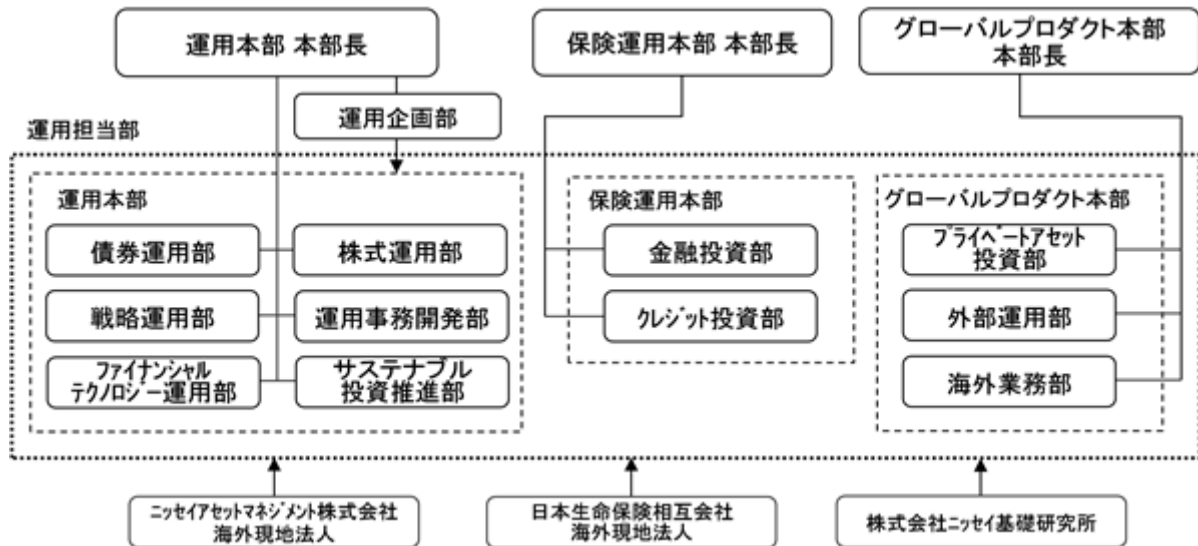 運用本部 本部長
保険運用本部 本部長
グローバルプロダクト本部
本部長
運用企画部
運用担当部
運用本部
債券運用部
株式運用部
戦略運用部
運用事務開発部
ファイナンシャル
テクノロジー運用部
サステナブル
投資推進部
保険運用本部
金融投資部
クレジット投資部
グローバルプロダクト本部
プライベートアセット
投資部
外部運用部
海外業務部
ニッセイアセットマネジメント株式会社
海外現地法人
日本生命保険相互会社
海外現地法人
株式会社ニッセイ基礎研究所